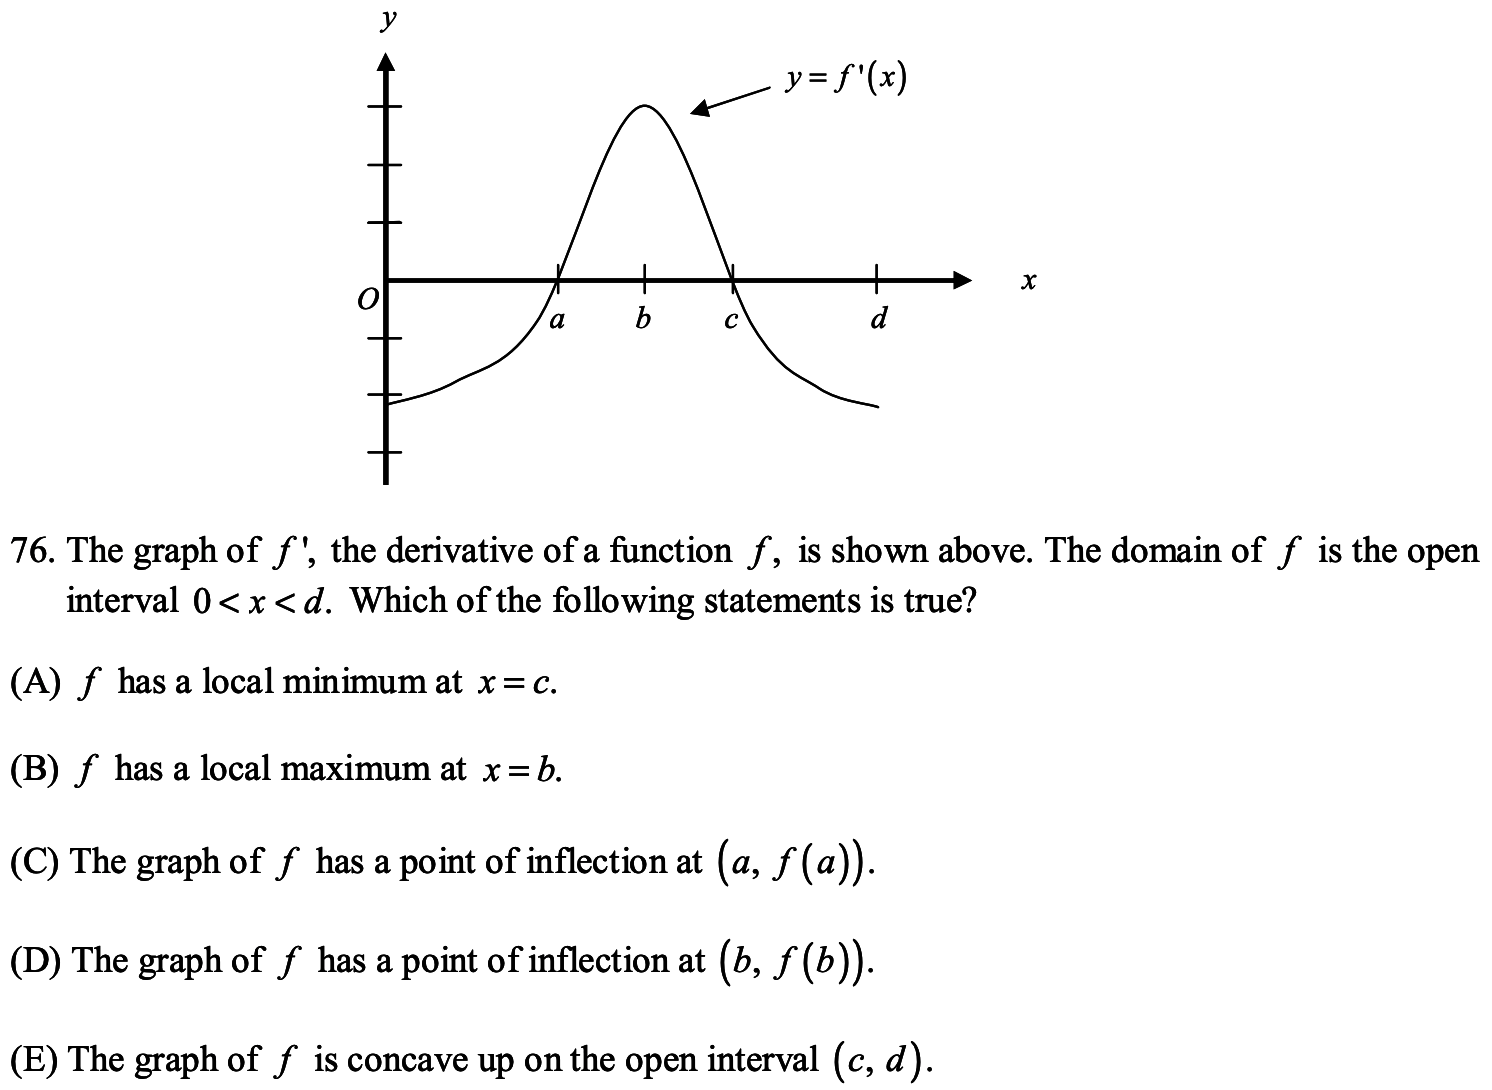 y
y = f'(x)
O
a b c d
x
76. The graph of f', the derivative of a function f, is shown above. The domain of f is the open
interval 0 < x < d. Which of the following statements is true?
(A) f has a local minimum at x = c.
(B) f has a local maximum at x = b.
(C) The graph of f has a point of inflection at (a, f(a)).
(D) The graph of f has a point of inflection at (b, f(b)).
(E) The graph of f is concave up on the open interval (c, d).